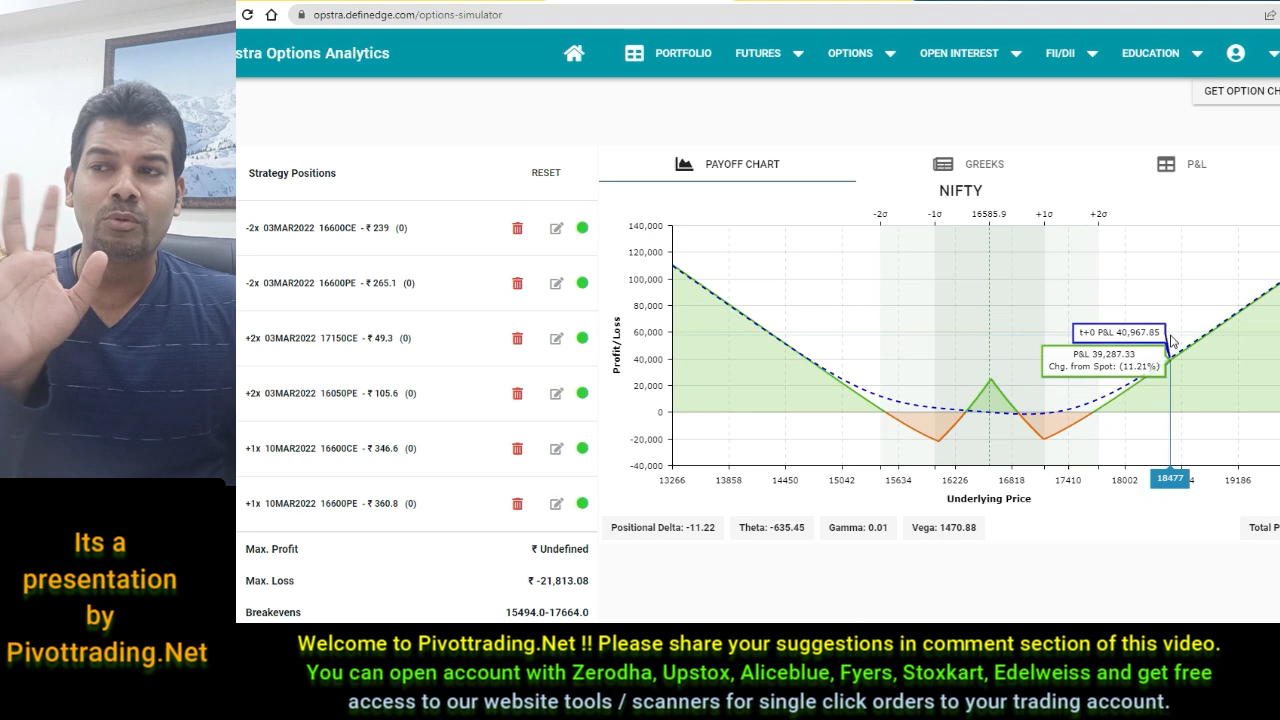 opstra.definedge.com/options-simulator
stra Options Analytics
PORTFOLIO
FUTURES
OPTIONS
OPEN INTEREST
FII/DII
EDUCATION
GET OPTION CH
Strategy Positions
RESET
-2x 03MAR2022 16600CE - ₹ 239 (0)
-2x 03MAR2022 16600PE - ₹ 265.1 (0)
+2x 03MAR2022 17150CE - ₹ 49.3 (0)
+2x 03MAR2022 16050PE - ₹ 105.6 (0)
+1x 10MAR2022 16600CE - ₹ 346.6 (0)
+1x 10MAR2022 16600PE - ₹ 360.8 (0)
Max. Profit ₹ Undefined
Max. Loss ₹ -21,813.08
Breakevens 15494.0-17664.0
PAYOFF CHART
GREEKS
P&L
NIFTY
-2σ -1σ 16585.9 +1σ +2σ
140,000
120,000
100,000
80,000
60,000
40,000
20,000
0
-20,000
-40,000
Profit/Loss
t+0 P&L 40,967.85
P&L 39,287.33
Chg. from Spot: (11.21%)
13266 13858 14450 15042 15634 16226 16818 17410 18002 18477 4 19186
Underlying Price
Positional Delta: -11.22
Theta: -635.45
Gamma: 0.01
Vega: 1470.88
Total P
Its a
presentation
by
Pivottrading.Net
Welcome to Pivottrading.Net !! Please share your suggestions in comment section of this video.
You can open account with Zerodha, Upstox, Aliceblue, Fyers, Stoxkart, Edelweiss and get free
access to our website tools / scanners for single click orders to your trading account.